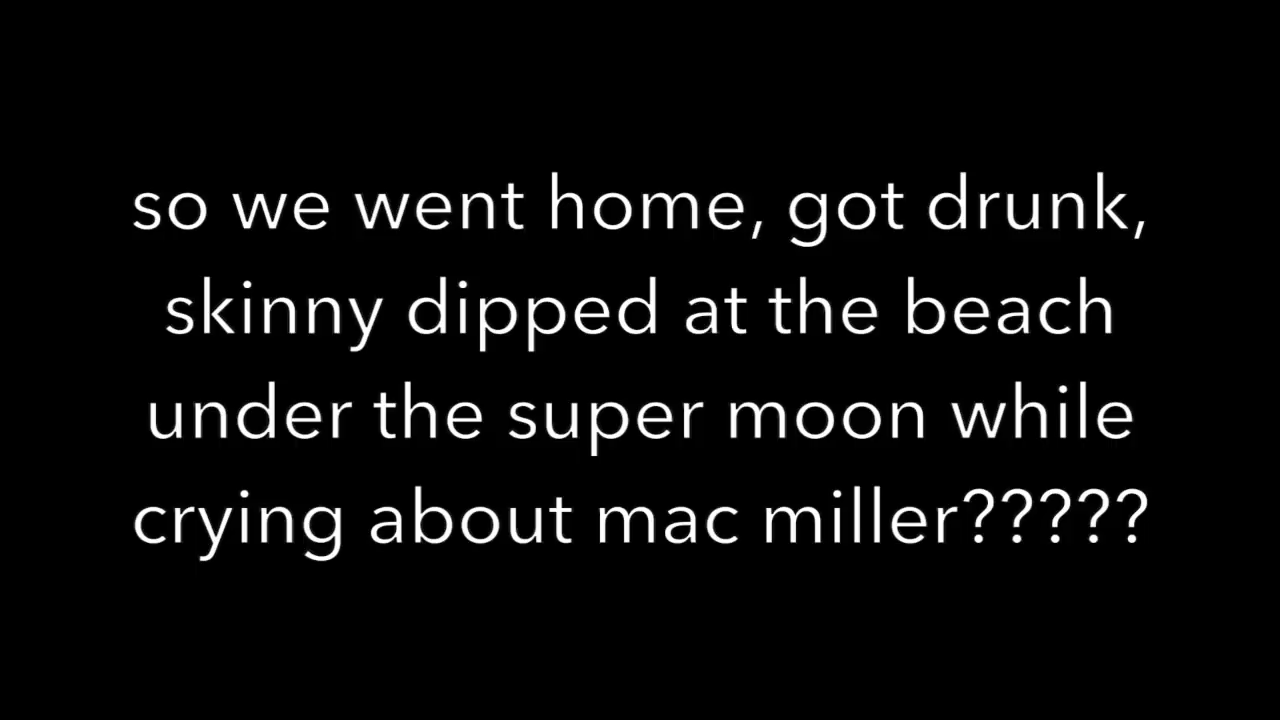 so we went home, got drunk,
skinny dipped at the beach
under the super moon while
crying about mac miller?????